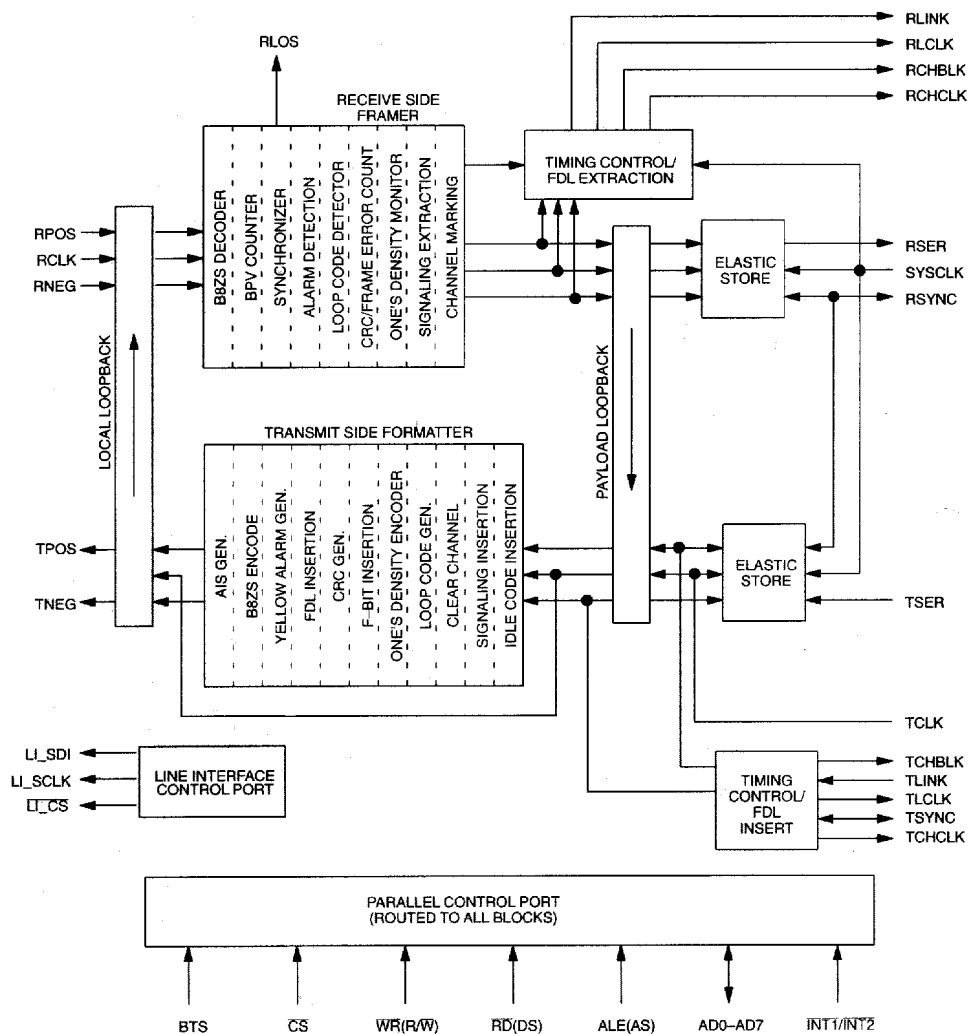 RLINK
RLCLK
RCHBLK
RCHCLK
RLOS
RECEIVE SIDE
FRAMER
B8ZS DECODER
BPV COUNTER
SYNCHRONIZER
ALARM DETECTION
LOOP CODE DETECTOR
CRC/FRAME ERROR COUNT
ONE'S DENSITY MONITOR
SIGNALING EXTRACTION
CHANNEL MARKING
TIMING CONTROL/
FDL EXTRACTION
RPOS
RCLK
RNEG
LOCAL LOOPBACK
PAYLOAD LOOPBACK
ELASTIC
STORE
RSER
SYSCLK
RSYNC
TRANSMIT SIDE FORMATTER
AIS GEN.
B8ZS ENCODE
YELLOW ALARM GEN.
FDL INSERTION
CRC GEN.
F–BIT INSERTION
ONE'S DENSITY ENCODER
LOOP CODE GEN.
CLEAR CHANNEL
SIGNALING INSERTION
IDLE CODE INSERTION
TPOS
TNEG
ELASTIC
STORE
TSER
TCLK
LI_SDI
LI_SCLK
LI_CS
LINE INTERFACE
CONTROL PORT
TIMING
CONTROL/
FDL
INSERT
TCHBLK
TLINK
TLCLK
TSYNC
TCHCLK
PARALLEL CONTROL PORT
(ROUTED TO ALL BLOCKS)
BTS
CS
WR(R/W)
RD(DS)
ALE(AS)
AD0–AD7
INT1/INT2